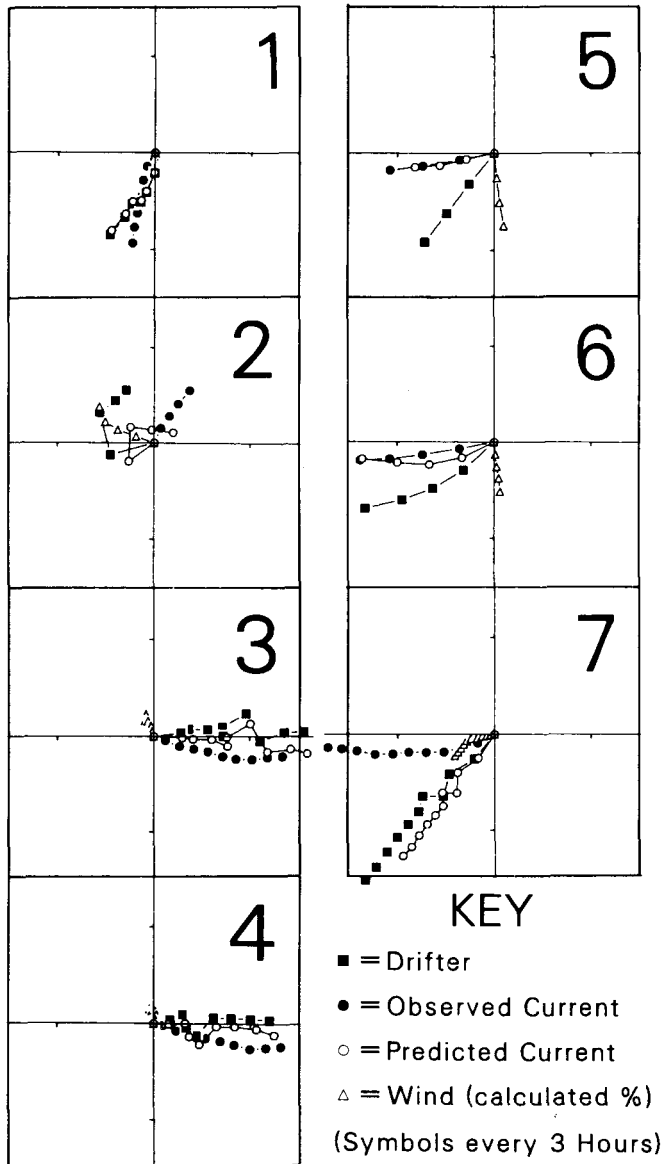 1
5
2
6
3
7
4
KEY
■ = Drifter
● = Observed Current
○ = Predicted Current
△ = Wind (calculated %)
(Symbols every 3 Hours)